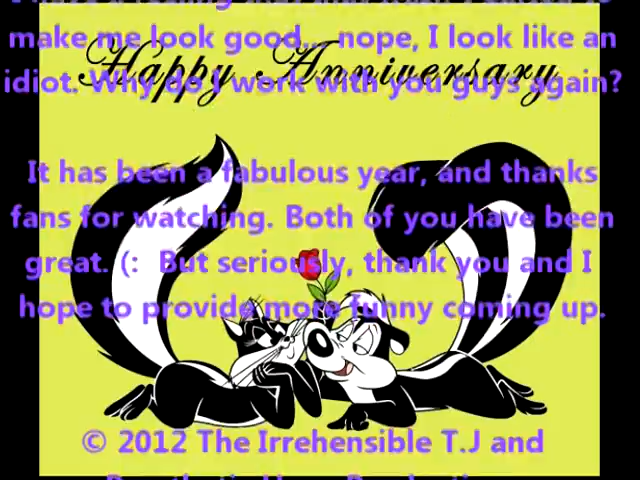 make me look good... nope, I look like an
Happy Anniversary
idiot. Why do I work with you guys again?
It has been a fabulous year, and thanks
fans for watching. Both of you have been
great. (: But seriously, thank you and I
hope to provide more funny coming up.
© 2012 The Irrehensible T.J and